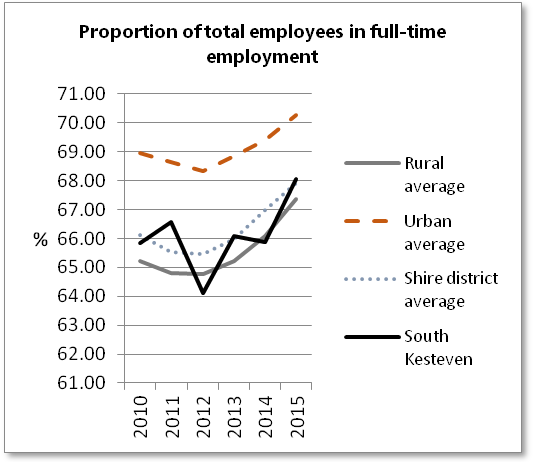 Proportion of total employees in full-time
employment
71.00
70.00
69.00
68.00
67.00
66.00
65.00
64.00
63.00
62.00
61.00
%
2010
2011
2012
2013
2014
2015
Rural
average
Urban
average
Shire district
average
South
Kesteven